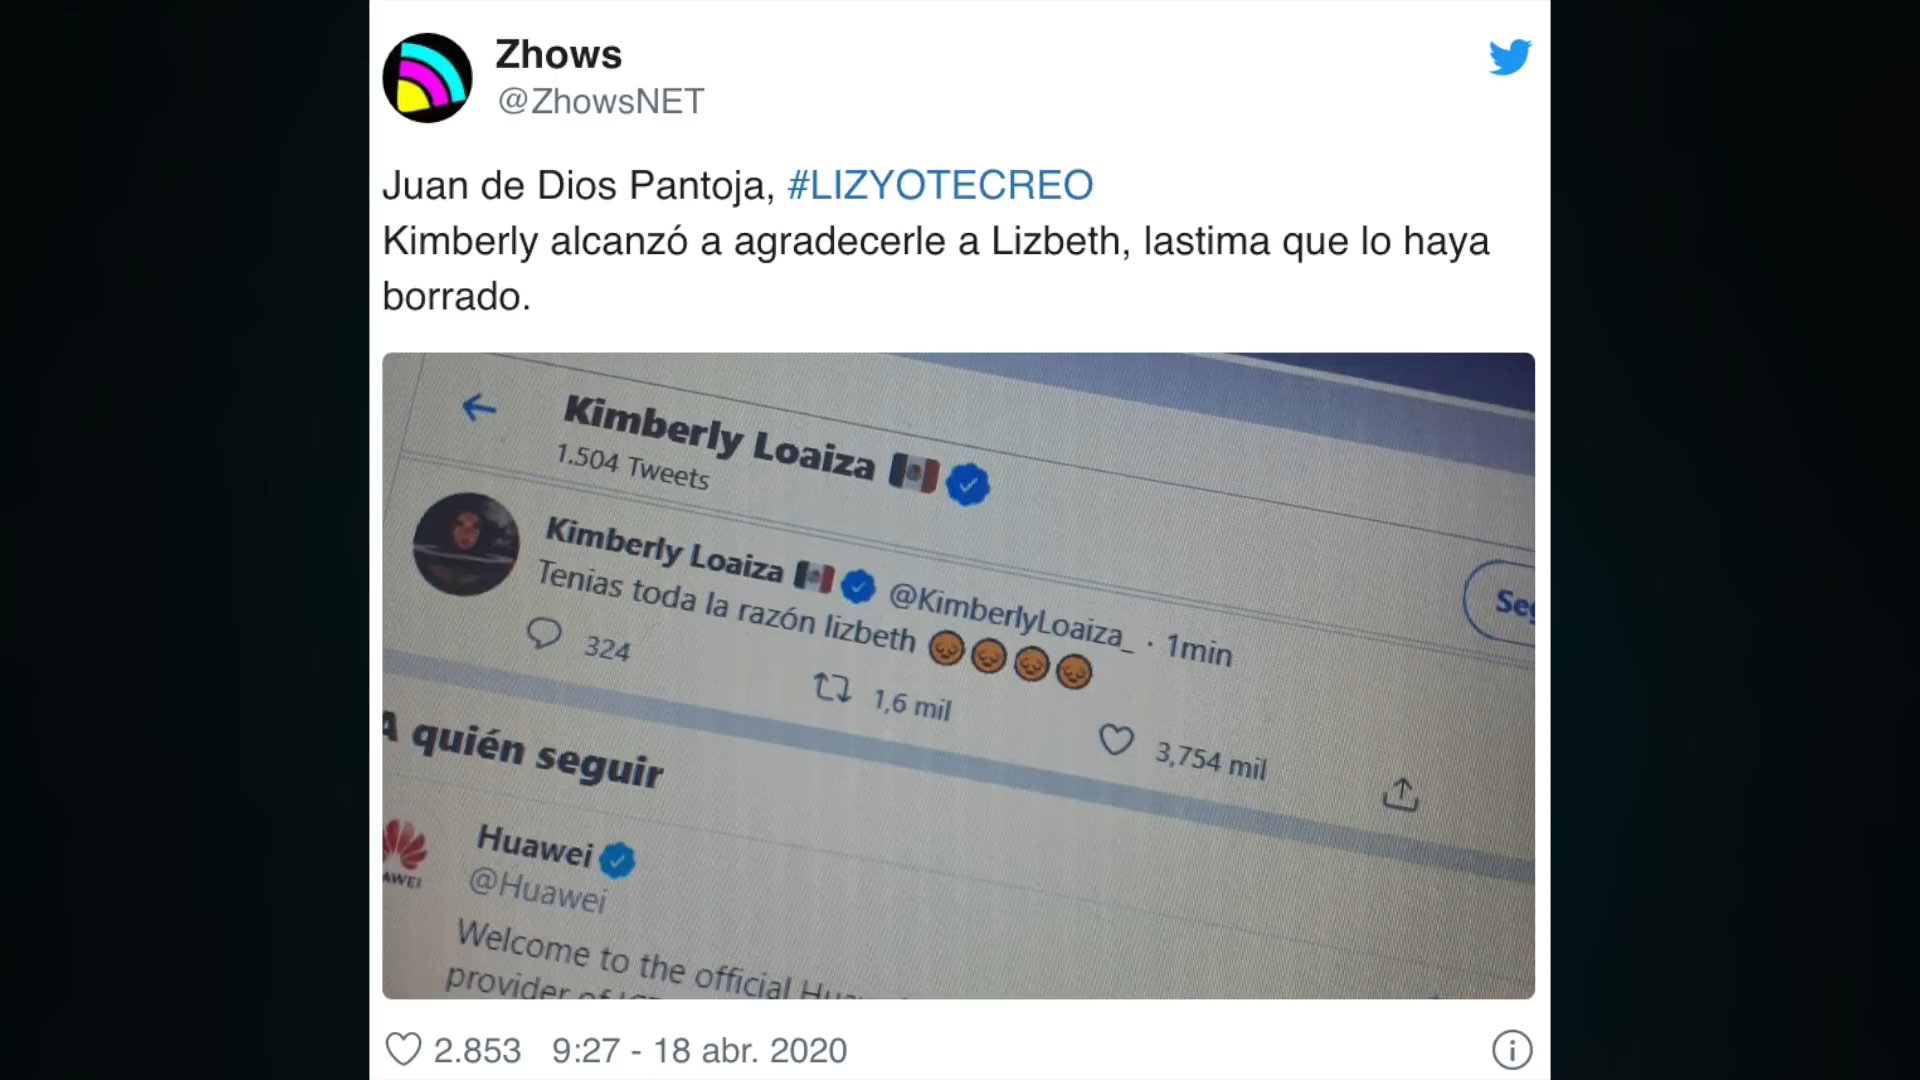 Zhows
@ZhowsNET
Juan de Dios Pantoja, #LIZYOTECREO
Kimberly alcanzó a agradecerle a Lizbeth, lastima que lo haya
borrado.
Kimberly Loaiza
1.504 Tweets
Kimberly Loaiza @KimberlyLoaiza_ · 1min
Tenias toda la razón lizbeth 😔😔😔😔
324 1,6 mil 3,754 mil
A quién seguir
Huawei
@Huawei
Welcome to the official
provider of
2.853 9:27 - 18 abr. 2020